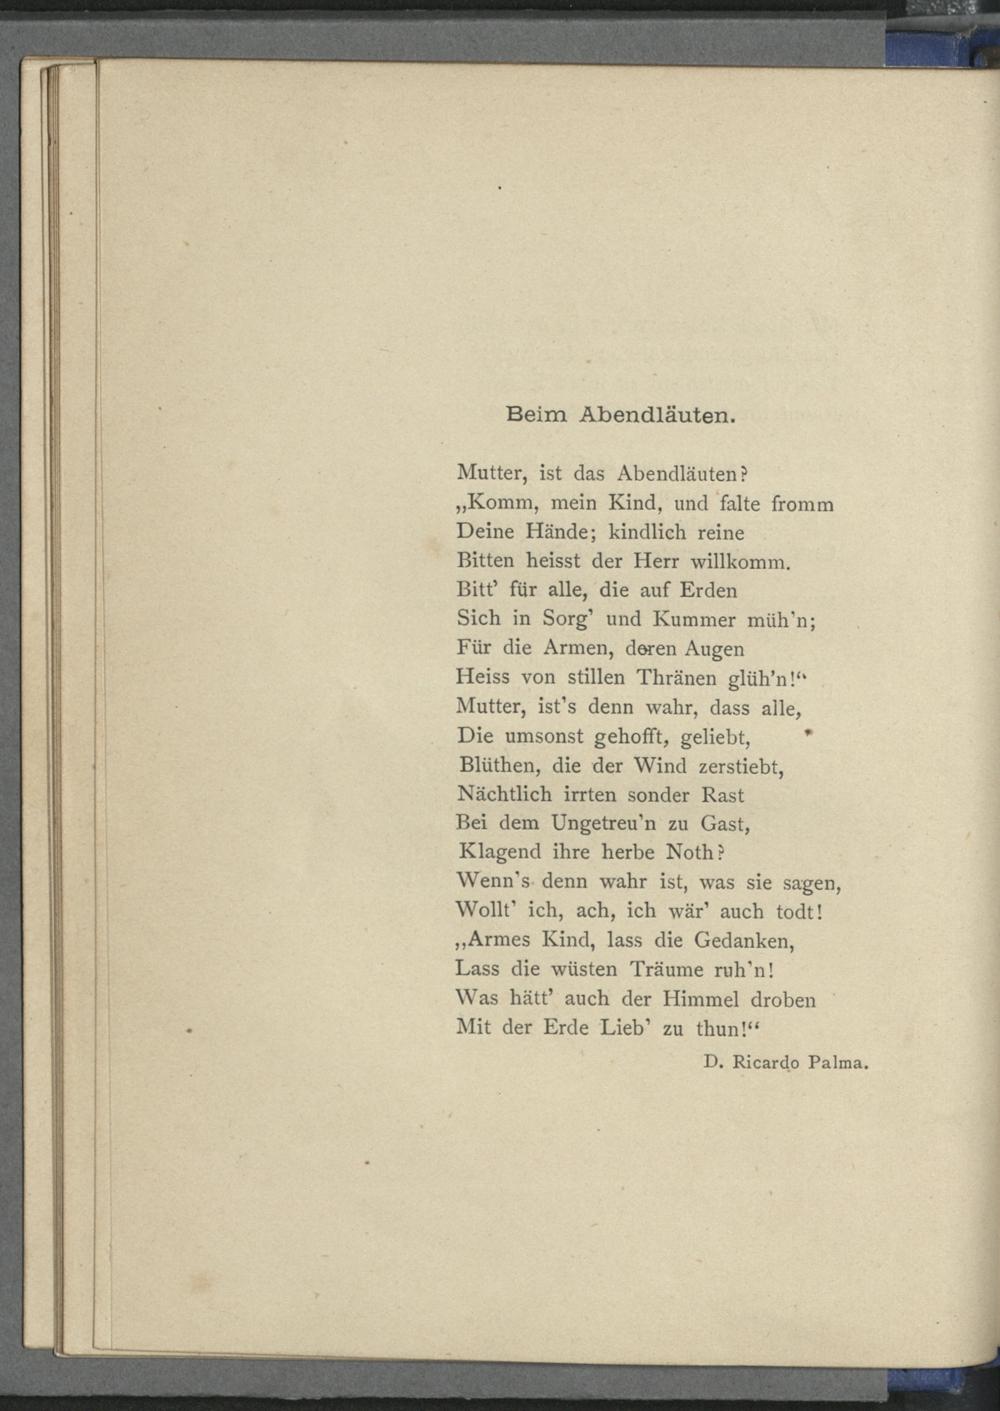 Beim Abendläuten.
Mutter, ist das Abendläuten?
„Komm, mein Kind, und falte fromm
Deine Hände; kindlich reine
Bitten heisst der Herr willkomm.
Bitt’ für alle, die auf Erden
Sich in Sorg’ und Kummer müh’n;
Für die Armen, deren Augen
Heiss von stillen Thränen glüh’n!“
Mutter, ist’s denn wahr, dass alle,
Die umsonst gehofft, geliebt,
Blüthen, die der Wind zerstiebt,
Nächtlich irrten sonder Rast
Bei dem Ungetreu’n zu Gast,
Klagend ihre herbe Noth?
Wenn’s denn wahr ist, was sie sagen,
Wollt’ ich, ach, ich wär’ auch todt!
„Armes Kind, lass die Gedanken,
Lass die wüsten Träume ruh’n!
Was hätt’ auch der Himmel droben
Mit der Erde Lieb’ zu thun!“
D. Ricardo Palma.